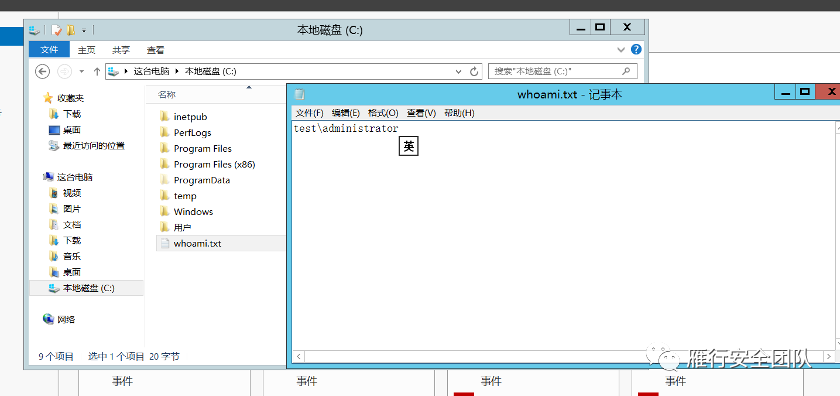 本地磁盘 (C:)
文件 主页 共享 查看
这台电脑 本地磁盘 (C:)
搜索"本地磁盘 (C:)"
收藏夹
下载
桌面
最近访问的位置
这台电脑
视频
图片
文档
下载
音乐
桌面
本地磁盘 (C:)
网络
名称
inetpub
PerfLogs
Program Files
Program Files (x86)
ProgramData
temp
Windows
用户
whoami.txt
9 个项目 选中 1 个项目 20 字节
whoami.txt - 记事本
文件(F) 编辑(E) 格式(O) 查看(V) 帮助(H)
test\administrator
英
雁行安全团队
事件 事件 事件 事件